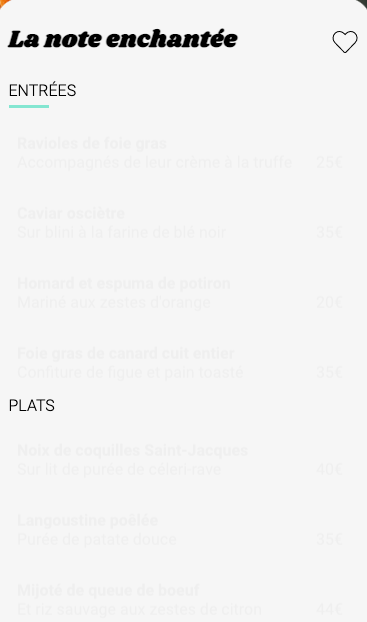 La note enchantée
ENTRÉES
Ravioles de foie gras
Accompagnés de leur crème à la truffe 25€
Caviar osciètre
Sur blini à la farine de blé noir 35€
Homard et espuma de potiron
Mariné aux zestes d'orange 20€
Foie gras de canard cuit entier
Confiture de figue et pain toasté 35€
PLATS
Noix de coquilles Saint-Jacques
Sur lit de purée de céleri-rave 40€
Langoustine poêlée
Purée de patate douce 35€
Mijoté de queue de boeuf
Et riz sauvage aux zestes de citron 44€